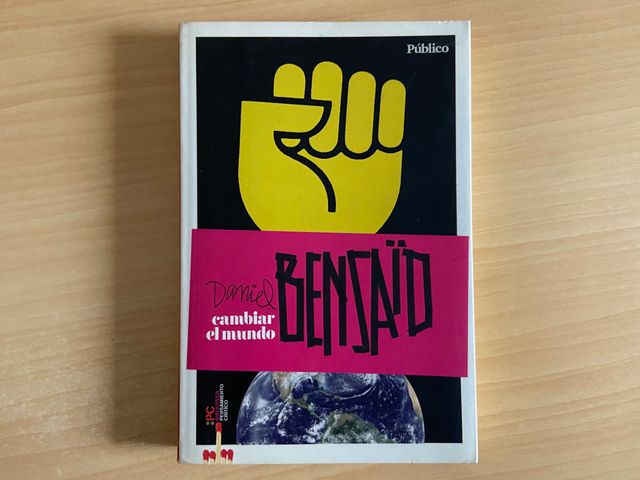 Público
Daniel
BENSAÏD
cambiar
el mundo
PC
PENSAMIENTO
CRÍTICO